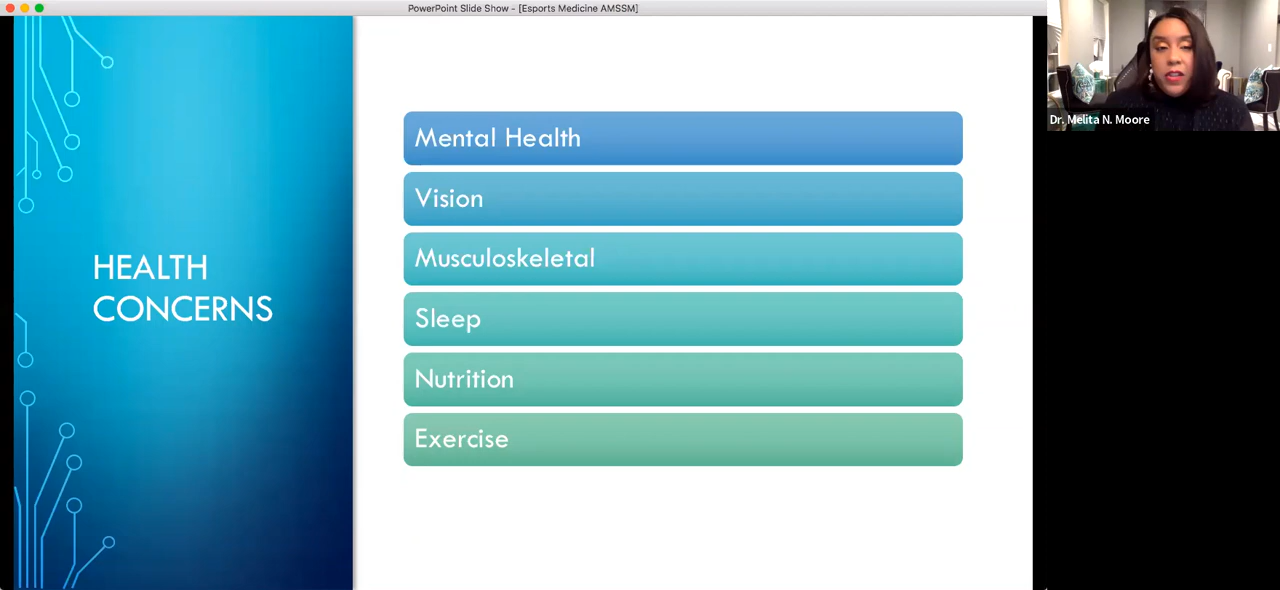 PowerPoint Slide Show - [Esports Medicine AMSSM]
HEALTH
CONCERNS
Mental Health
Vision
Musculoskeletal
Sleep
Nutrition
Exercise
Dr. Melita N. Moore